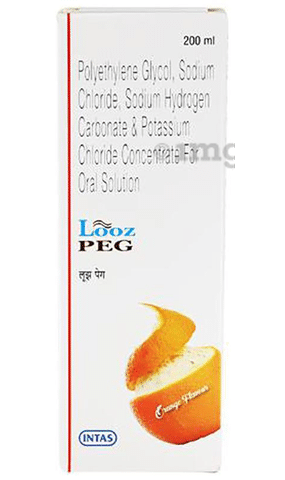 200 ml
Polyethylene Glycol, Sodium
Chloride, Sodium Hydrogen
Carbonate & Potassium
Chloride Concentrate For
Oral Solution
1mg
Looz
PEG
लूझ पेग
Orange Flavour
INTAS